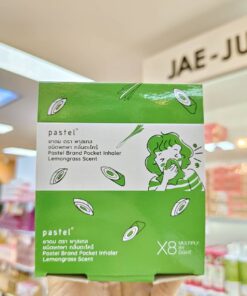 JAE-JU
pastel
ยาดม ตรา พาสเทล
ชนิดพกพา กลิ่นตะไคร้
Pastel Brand Pocket Inhaler
Lemongrass Scent
pastel
ยาดม ตรา พาสเทล
ชนิดพกพา กลิ่นตะไคร้
Pastel Brand Pocket Inhaler
Lemongrass Scent
X8
MULTIPLY
BY
EIGHT